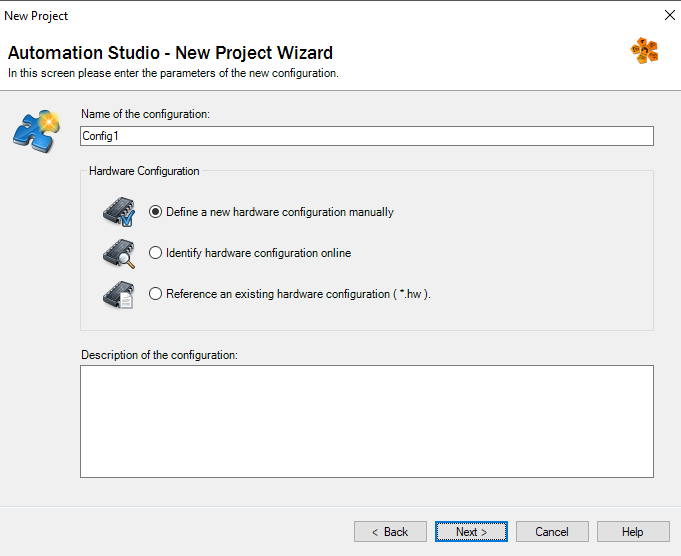 New Project
Automation Studio - New Project Wizard
In this screen please enter the parameters of the new configuration.
Name of the configuration:
Config1
Hardware Configuration
Define a new hardware configuration manually
Identify hardware configuration online
Reference an existing hardware configuration ( *.hw ).
Description of the configuration:
< Back
Next >
Cancel
Help